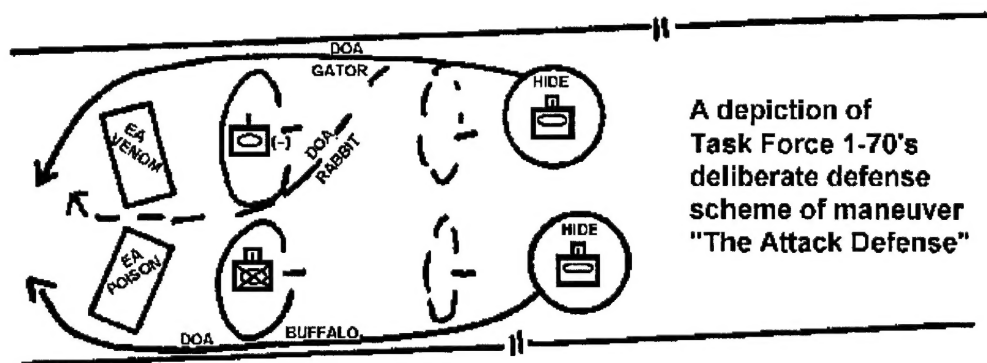 DOA
GATOR
HIDE
EA
VENOM
(-)
DOA
RABBIT
A depiction of
Task Force 1-70's
deliberate defense
scheme of maneuver
"The Attack Defense"
EA
POISON
HIDE
DOA
BUFFALO